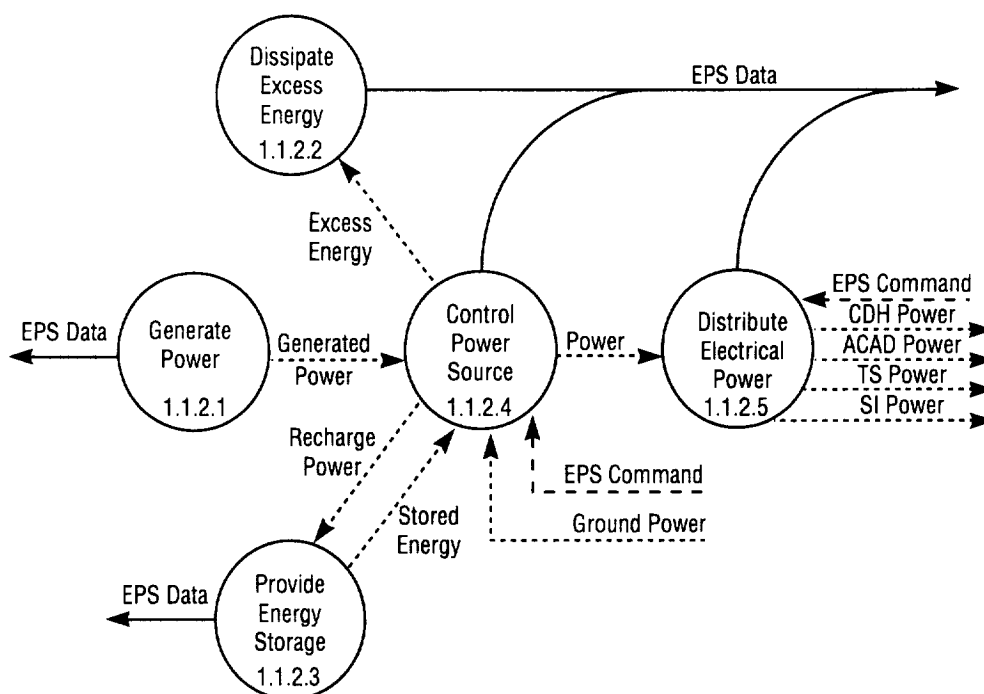 Dissipate
Excess
Energy
1.1.2.2
EPS Data
Excess
Energy
EPS Data
Generate
Power
1.1.2.1
Generated
Power
Control
Power
Source
1.1.2.4
Power
Distribute
Electrical
Power
1.1.2.5
EPS Command
CDH Power
ACAD Power
TS Power
SI Power
Recharge
Power
Stored
Energy
EPS Command
Ground Power
EPS Data
Provide
Energy
Storage
1.1.2.3